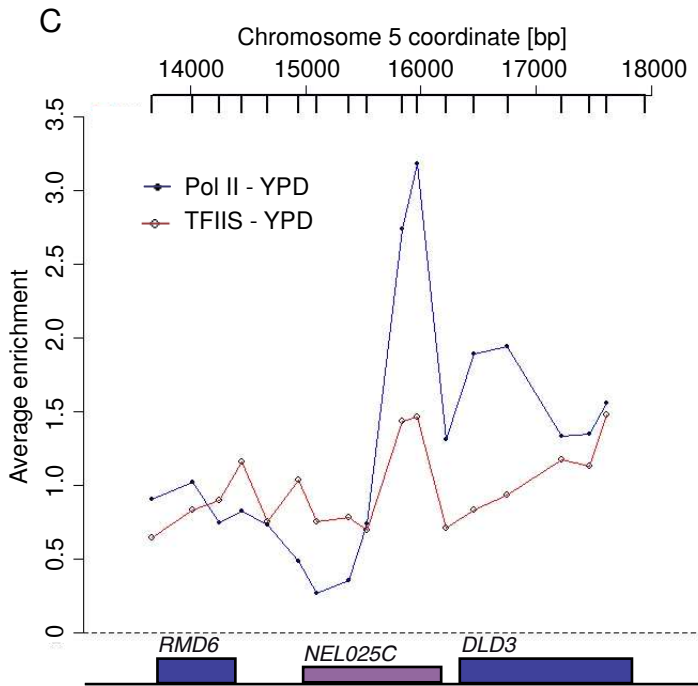 C
Chromosome 5 coordinate [bp]
14000 15000 16000 17000 18000
3.5
3.0
2.5
2.0
1.5
1.0
0.5
0
Average enrichment
Pol II - YPD
TFIIS - YPD
RMD6
NEL025C
DLD3